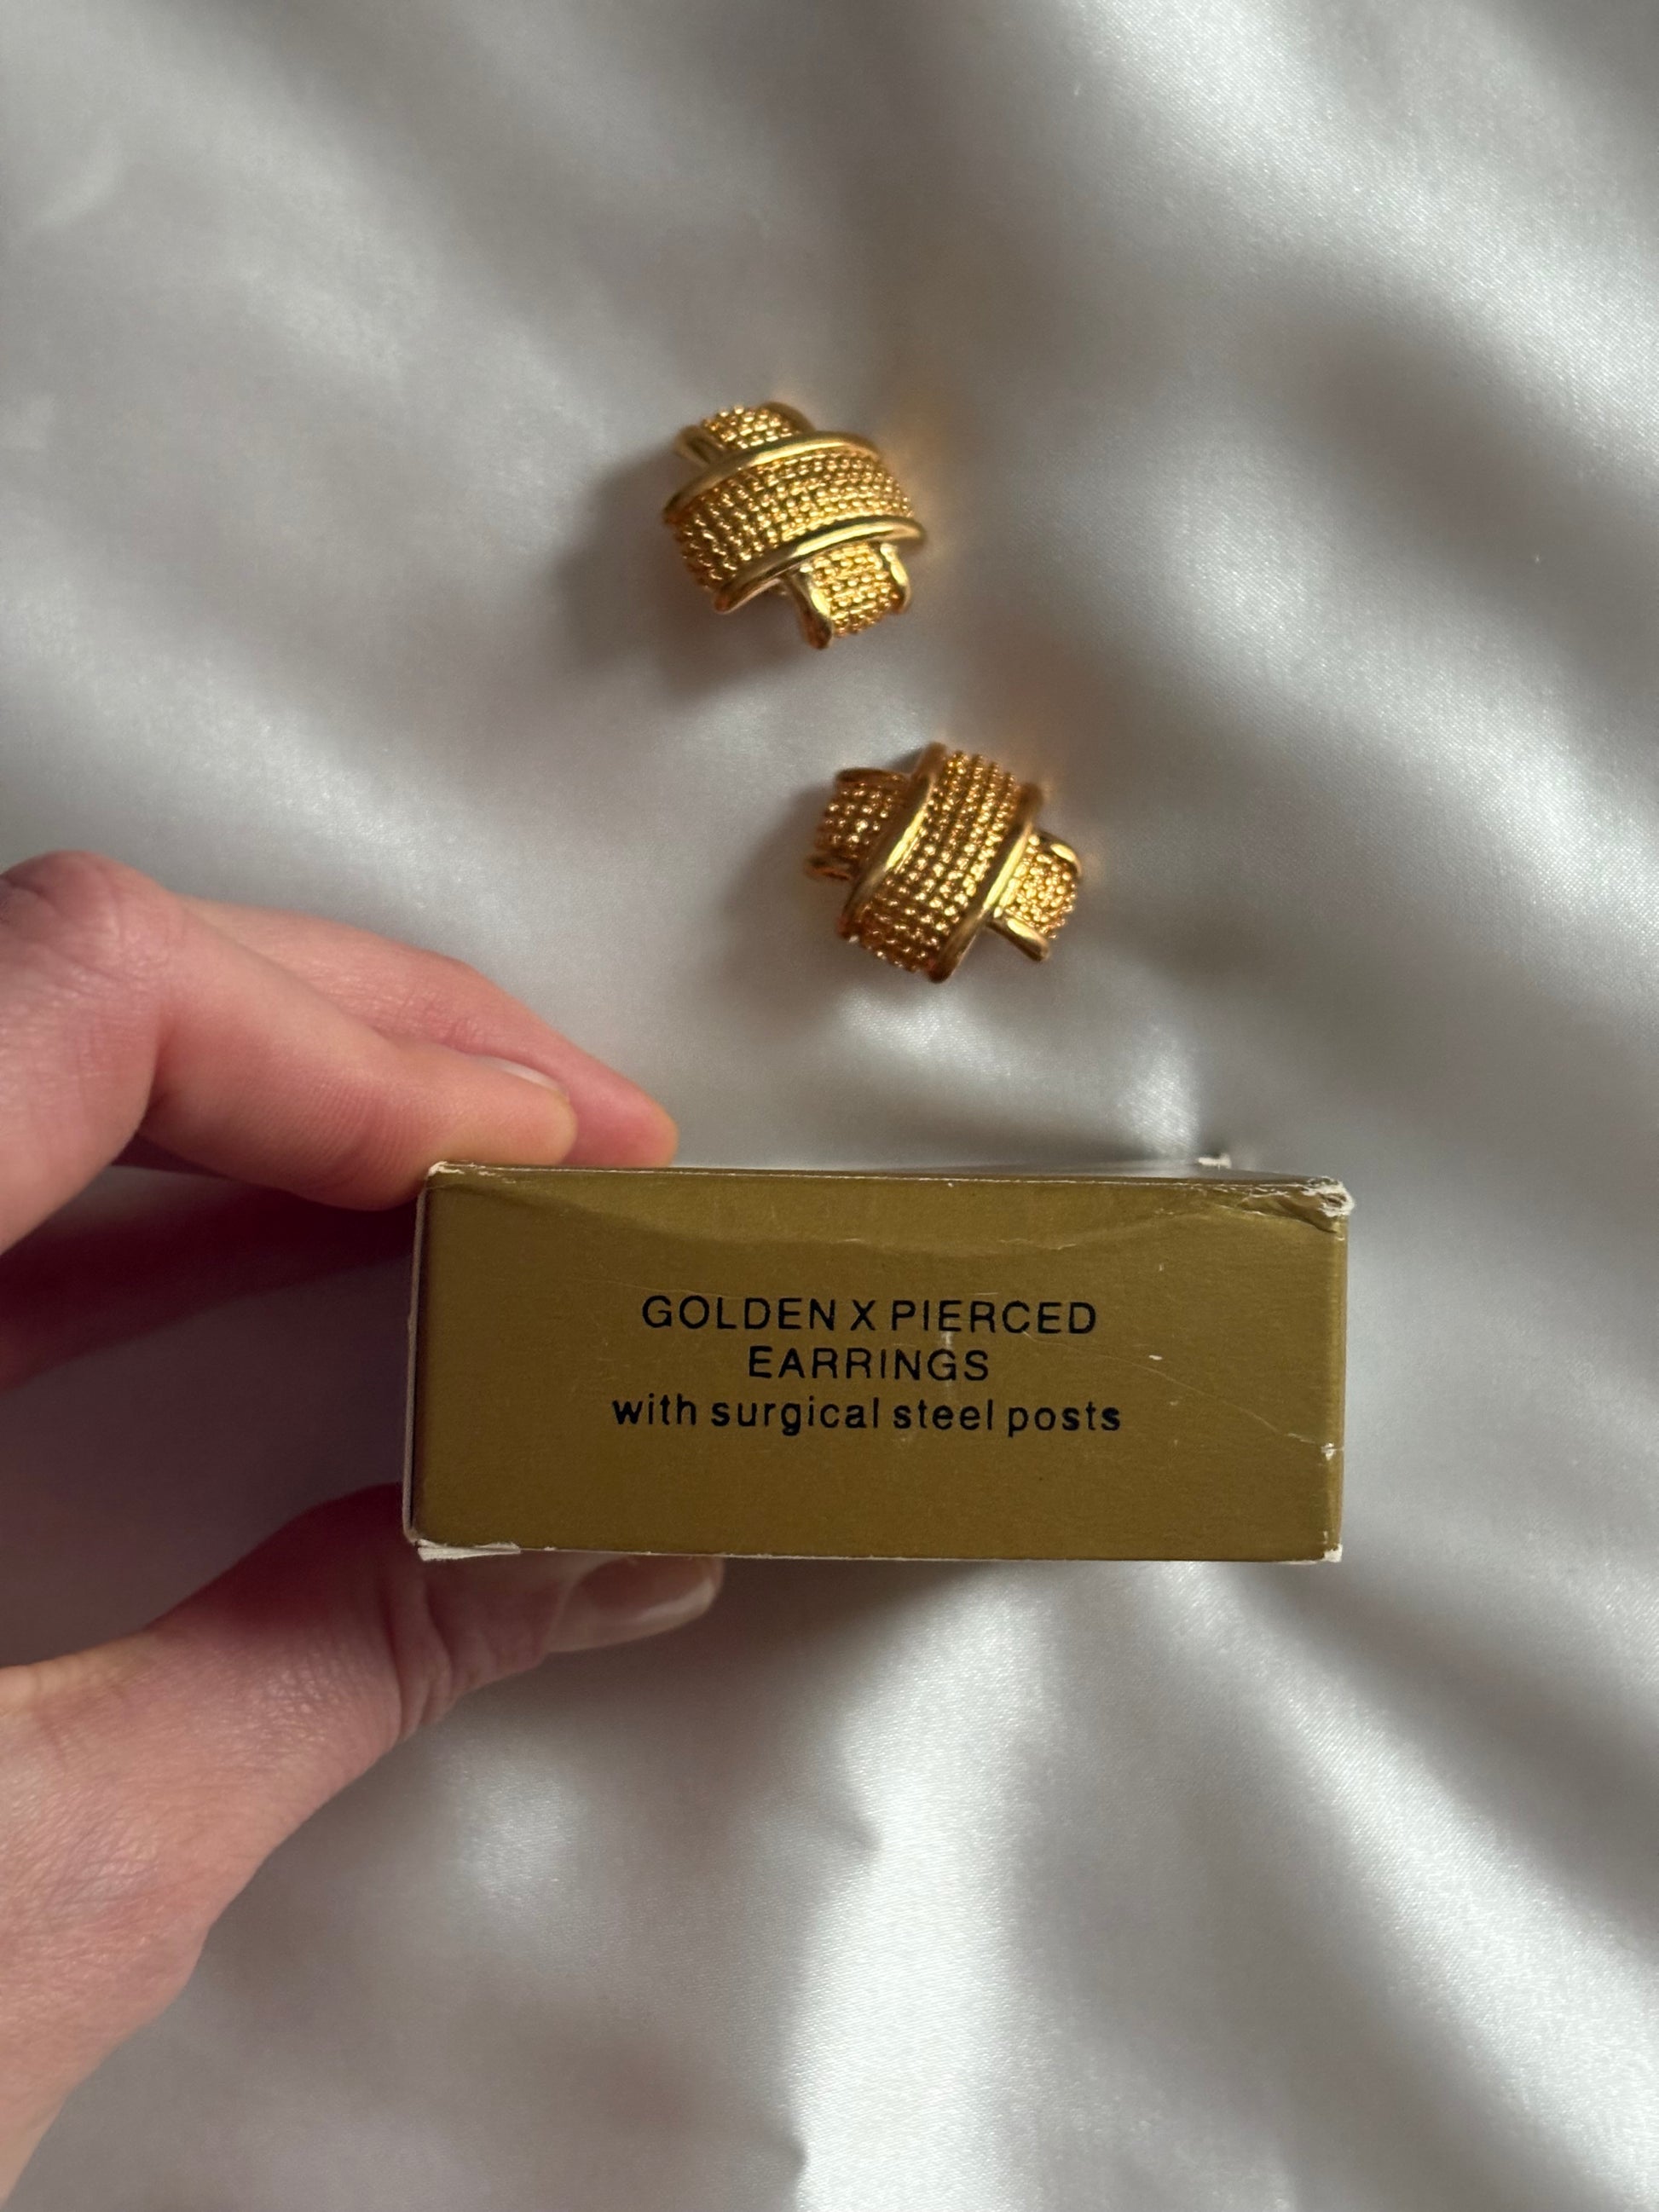 GOLDEN X PIERCED
EARRINGS
with surgical steel posts